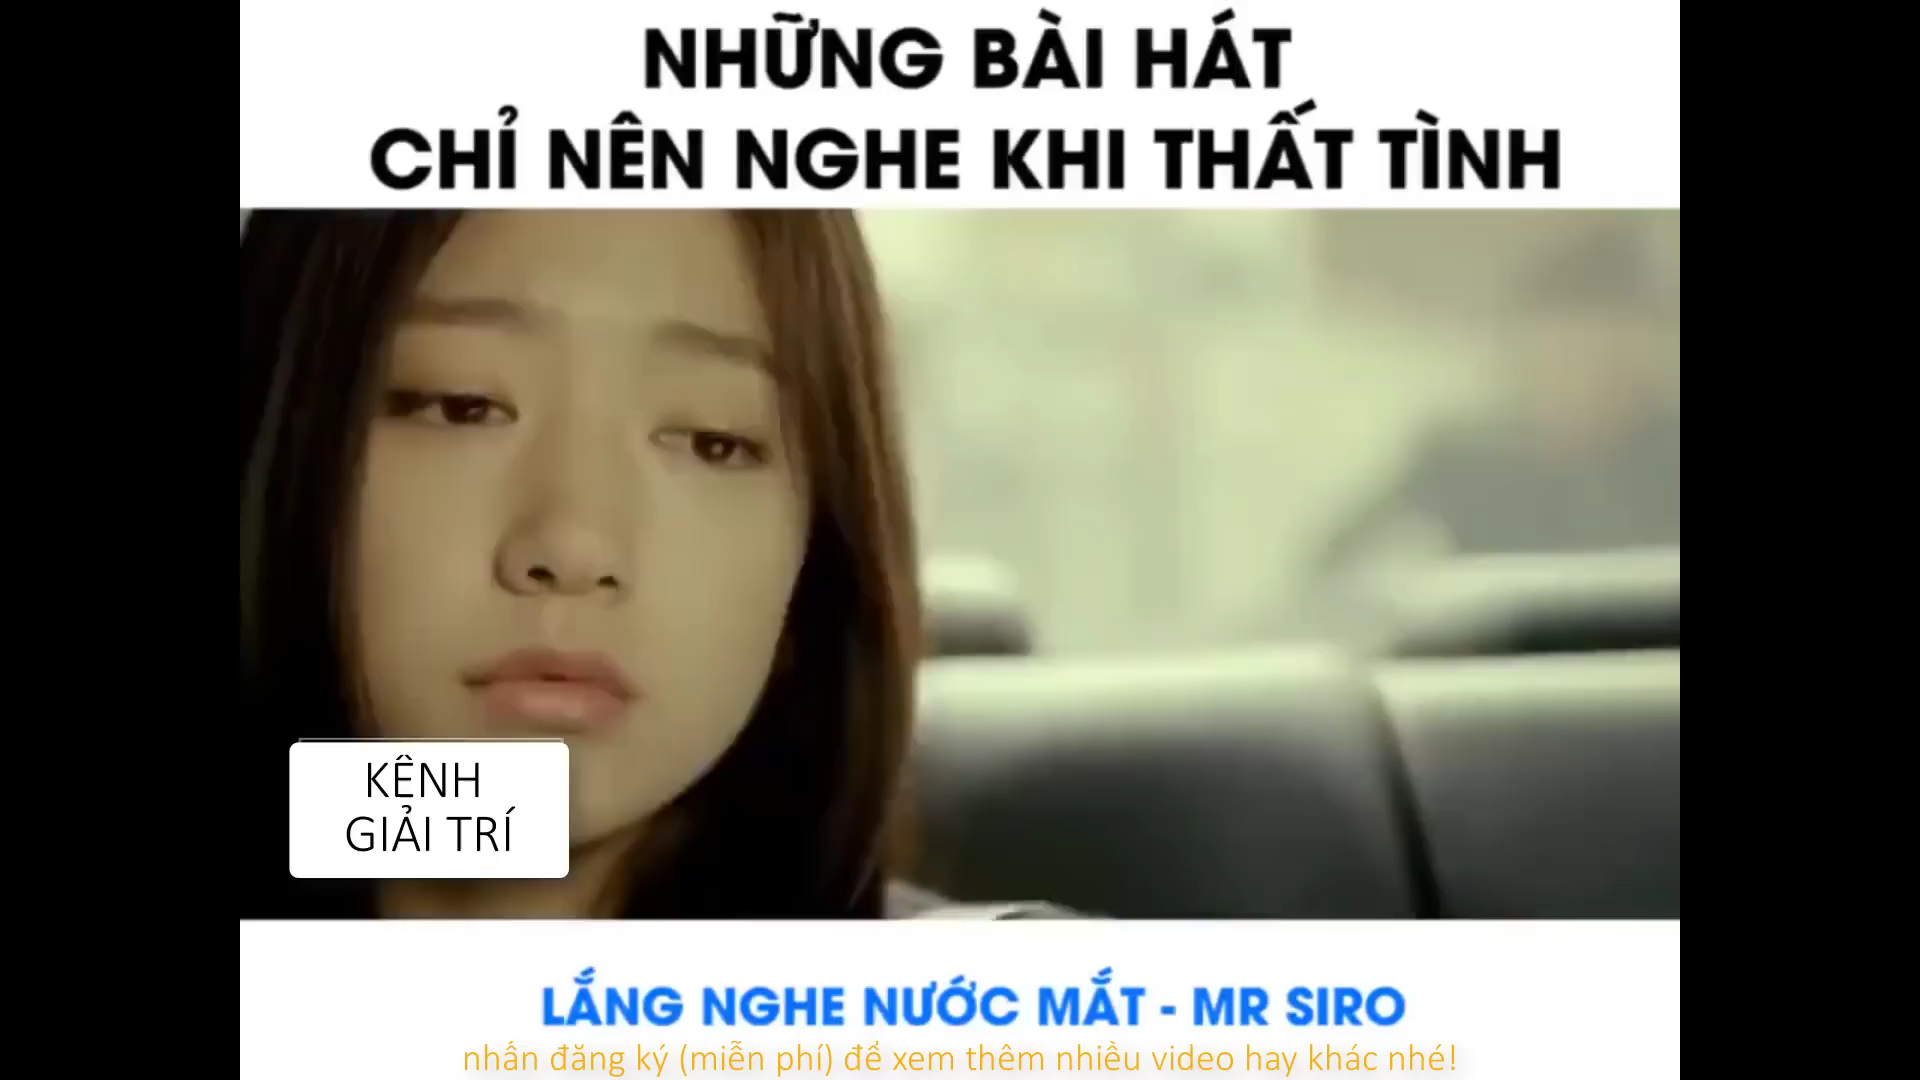 NHỮNG BÀI HÁT
CHỈ NÊN NGHE KHI THẤT TÌNH
KÊNH
GIẢI TRÍ
LẮNG NGHE NƯỚC MẮT - MR SIRO
nhấn đăng ký (miễn phí) để xem thêm nhiều video hay khác nhé!